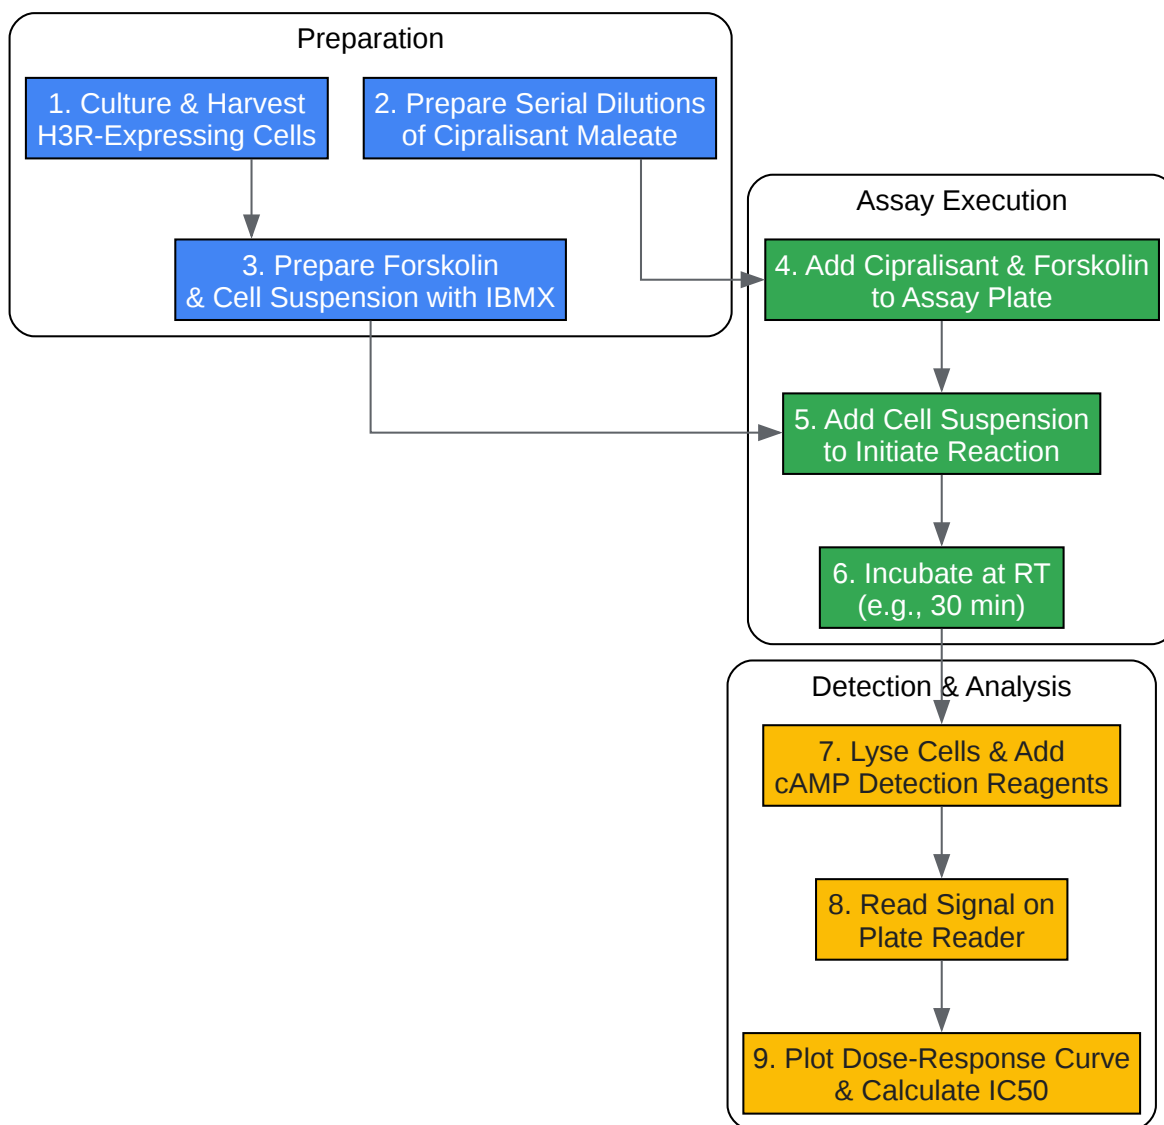 Preparation
1. Culture & Harvest
H3R-Expressing Cells
2. Prepare Serial Dilutions
of Cipralisant Maleate
3. Prepare Forskolin
& Cell Suspension with IBMX
Assay Execution
4. Add Cipralisant & Forskolin
to Assay Plate
5. Add Cell Suspension
to Initiate Reaction
6. Incubate at RT
(e.g., 30 min)
Detection & Analysis
7. Lyse Cells & Add
cAMP Detection Reagents
8. Read Signal on
Plate Reader
9. Plot Dose-Response Curve
& Calculate IC50